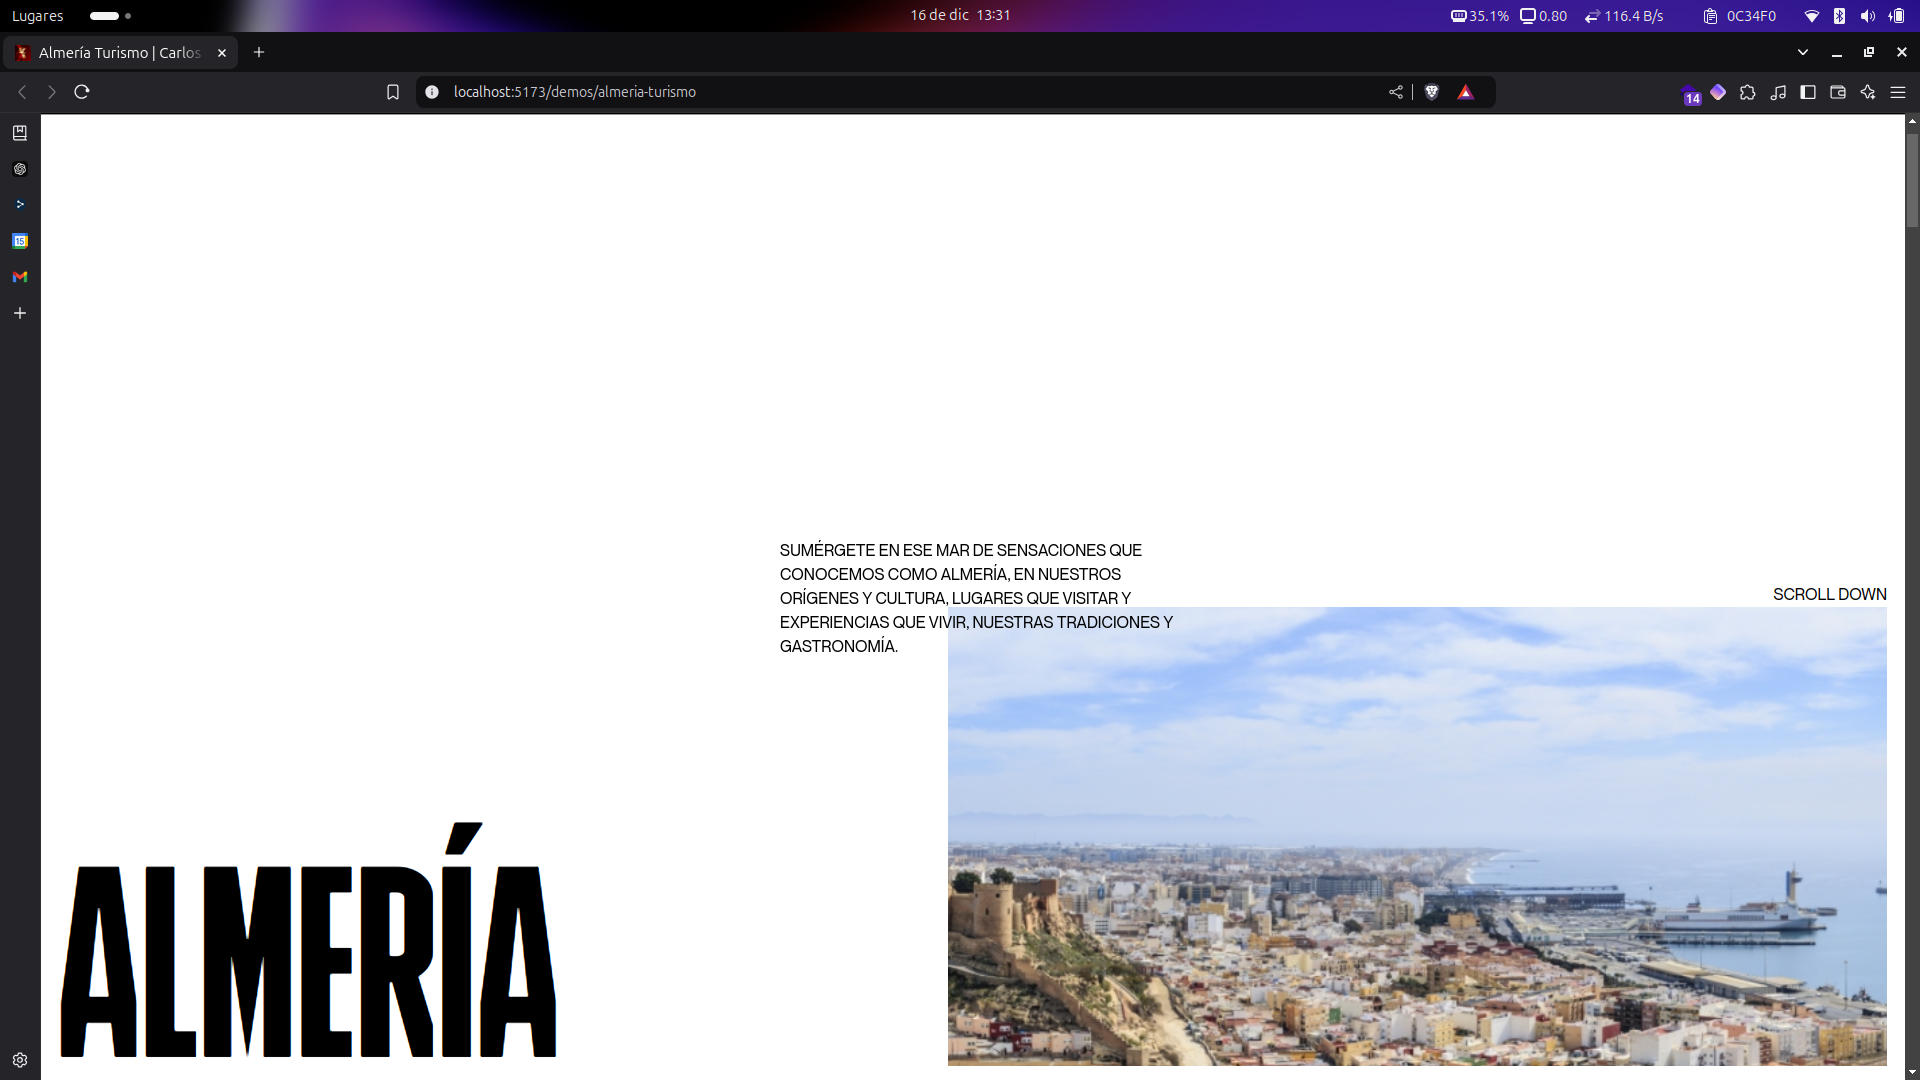 Lugares
16 de dic 13:31
35.1%
0.80
116.4 B/s
0C34F0
Almería Turismo | Carlos
localhost:5173/demos/almeria-turismo
14
15
SUMÉRGETE EN ESE MAR DE SENSACIONES QUE
CONOCEMOS COMO ALMERÍA, EN NUESTROS
ORÍGENES Y CULTURA, LUGARES QUE VISITAR Y
EXPERIENCIAS QUE VIVIR, NUESTRAS TRADICIONES Y
GASTRONOMÍA.
SCROLL DOWN
ALMERÍA